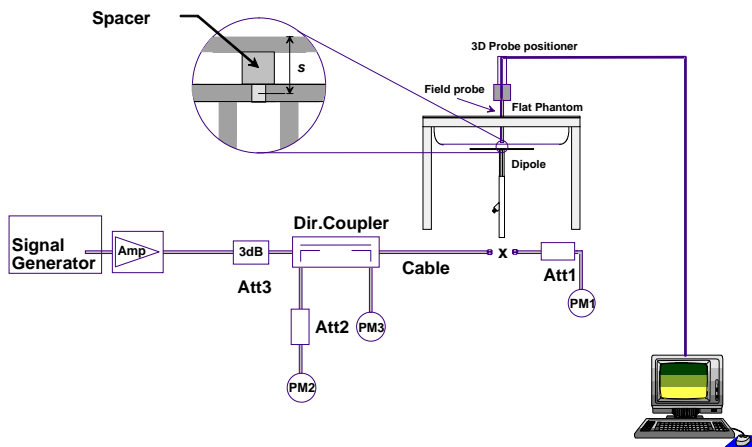 Spacer
s
3D Probe positioner
Field probe
Flat Phantom
Dipole
Dir.Coupler
Signal
Generator
Amp
3dB
Att3
Cable
x
Att1
PM1
Att2
PM3
PM2